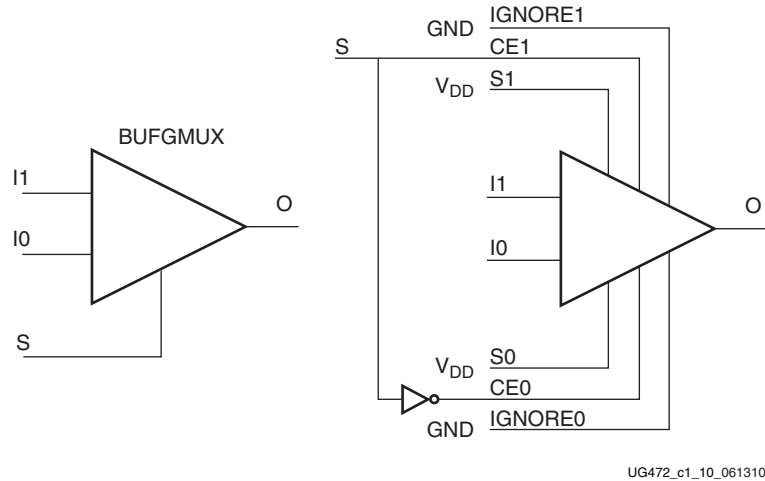 BUFGMUX
I1
I0
S
O
S
GND IGNORE1
CE1
VDD S1
I1
I0
O
VDD S0
CE0
GND IGNORE0
UG472_c1_10_061310